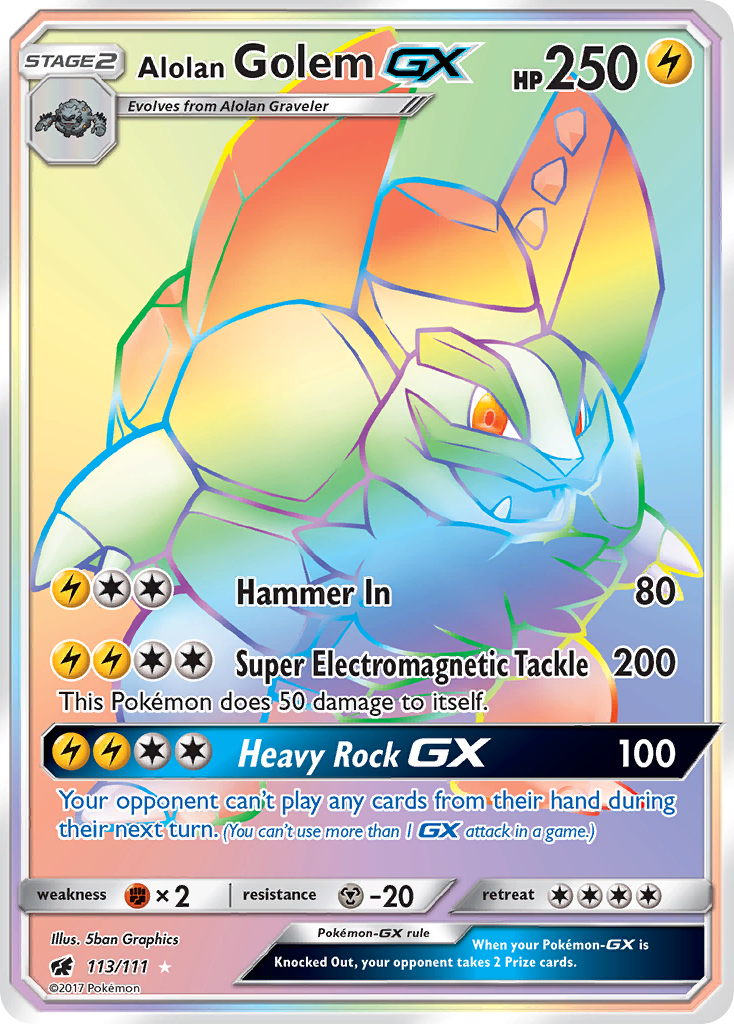 STAGE2 Alolan Golem GX HP 250
Evolves from Alolan Graveler
Hammer In 80
Super Electromagnetic Tackle 200
This Pokémon does 50 damage to itself.
Heavy Rock GX 100
Your opponent can't play any cards from their hand during
their next turn. (You can't use more than 1 GX attack in a game.)
weakness × 2 resistance -20 retreat
Illus. 5ban Graphics
Pokémon-GX rule
When your Pokémon-GX is
Knocked Out, your opponent takes 2 Prize cards.
113/111
©2017 Pokémon